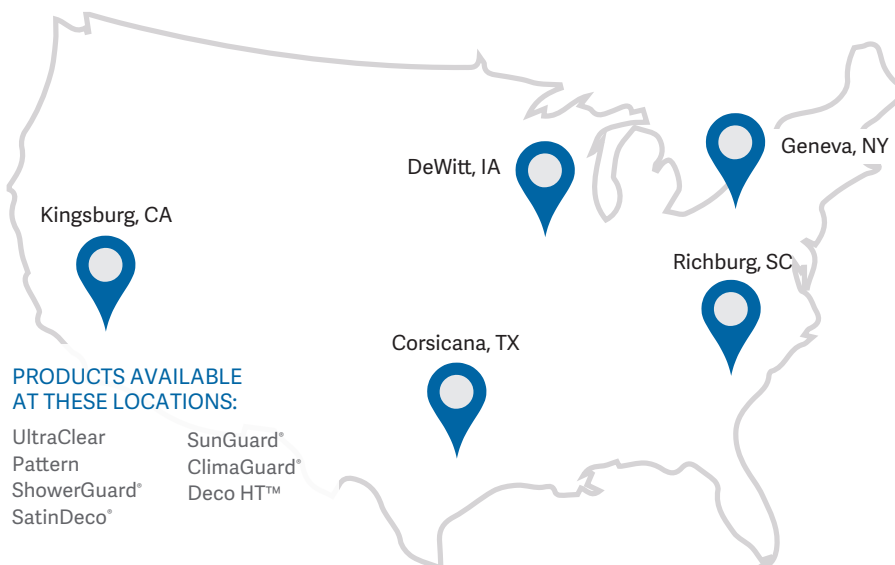 Geneva, NY
DeWitt, IA
Kingsburg, CA
Richburg, SC
Corsicana, TX
PRODUCTS AVAILABLE
AT THESE LOCATIONS:
UltraClear
Pattern
ShowerGuard®
SatinDeco®
SunGuard®
ClimaGuard®
Deco HT™